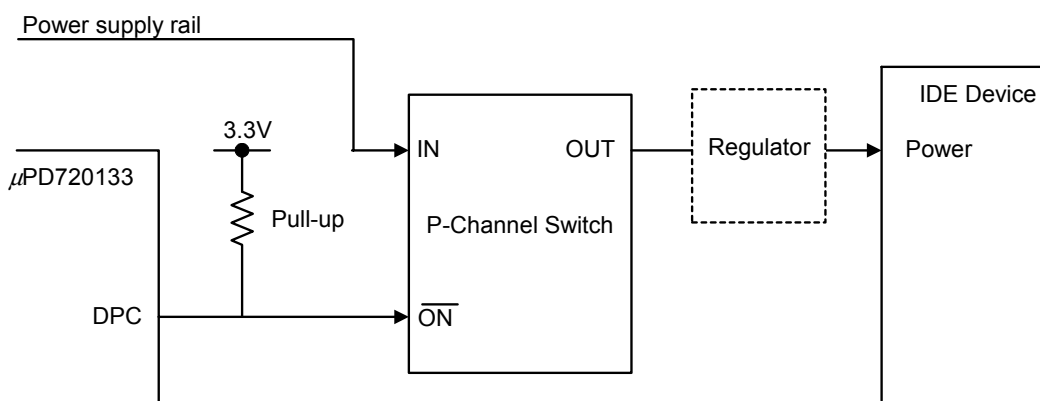 Power supply rail
IDE Device
3.3V
IN
OUT
Regulator
Power
μPD720133
Pull-up
P-Channel Switch
DPC
ON